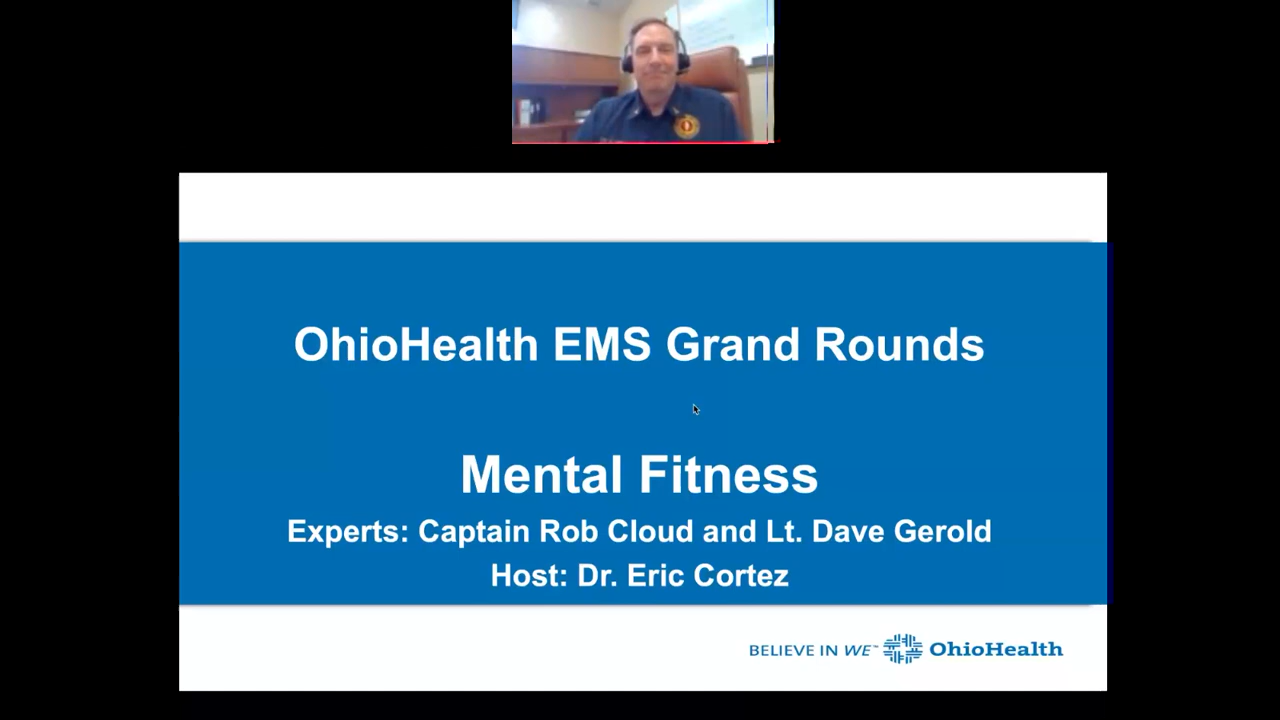 OhioHealth EMS Grand Rounds
Mental Fitness
Experts: Captain Rob Cloud and Lt. Dave Gerold
Host: Dr. Eric Cortez
BELIEVE IN WE™ OhioHealth